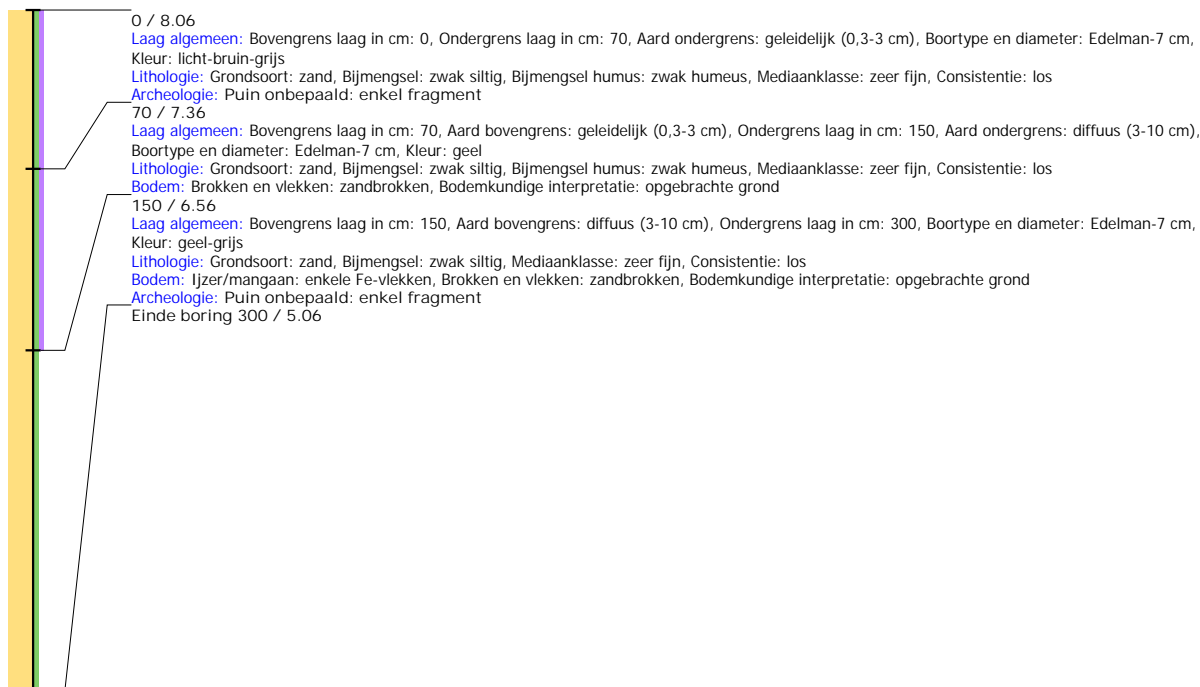 0 / 8.06
Laag algemeen: Bovengrens laag in cm: 0, Ondergrens laag in cm: 70, Aard ondergrens: geleidelijk (0,3-3 cm), Boortype en diameter: Edelman-7 cm,
Kleur: licht-bruin-grijs
Lithologie: Grondsoort: zand, Bijmengsel: zwak siltig, Bijmengsel humus: zwak humeus, Mediaanklasse: zeer fijn, Consistentie: los
Archeologie: Puin onbepaald: enkel fragment
70 / 7.36
Laag algemeen: Bovengrens laag in cm: 70, Aard bovengrens: geleidelijk (0,3-3 cm), Ondergrens laag in cm: 150, Aard ondergrens: diffuus (3-10 cm),
Boortype en diameter: Edelman-7 cm, Kleur: geel
Lithologie: Grondsoort: zand, Bijmengsel: zwak siltig, Bijmengsel humus: zwak humeus, Mediaanklasse: zeer fijn, Consistentie: los
Bodem: Brokken en vlekken: zandbrokken, Bodemkundige interpretatie: opgebrachte grond
150 / 6.56
Laag algemeen: Bovengrens laag in cm: 150, Aard bovengrens: diffuus (3-10 cm), Ondergrens laag in cm: 300, Boortype en diameter: Edelman-7 cm,
Kleur: geel-grijs
Lithologie: Grondsoort: zand, Bijmengsel: zwak siltig, Mediaanklasse: zeer fijn, Consistentie: los
Bodem: Ijzer/mangaan: enkele Fe-vlekken, Brokken en vlekken: zandbrokken, Bodemkundige interpretatie: opgebrachte grond
Archeologie: Puin onbepaald: enkel fragment
Einde boring 300 / 5.06